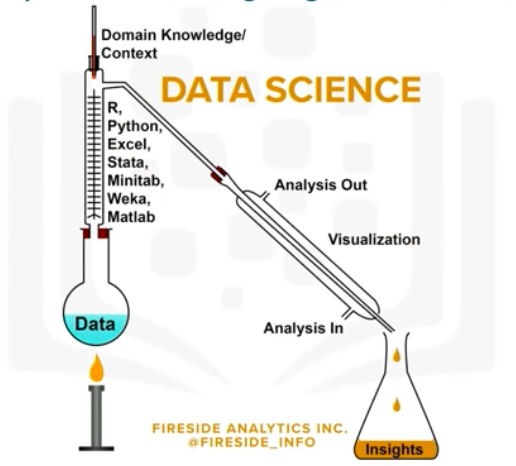 Domain Knowledge/
Context
DATA SCIENCE
R,
Python,
Excel,
Stata,
Minitab,
Weka,
Matlab
Analysis Out
Visualization
Data
Analysis In
FIRESIDE ANALYTICS INC.
@FIRESIDE_INFO
Insights